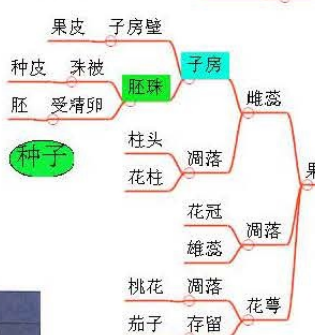 果皮 子房壁
种皮 珠被
胚珠
子房
胚 受精卵
雌蕊
种子
柱头
凋落
花柱
果
花冠
凋落
雄蕊
桃花 凋落
花萼
茄子 存留